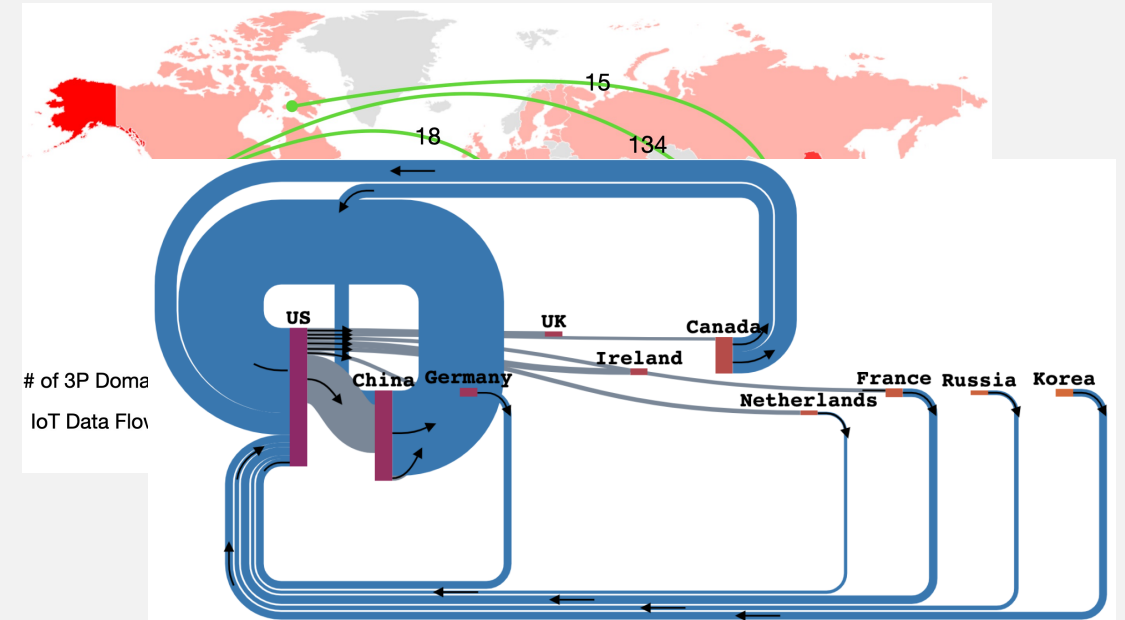 15
18
134
US
UK
Canada
Ireland
China
Germany
France
Russia
Korea
# of 3P Doma
Netherlands
IoT Data Flov